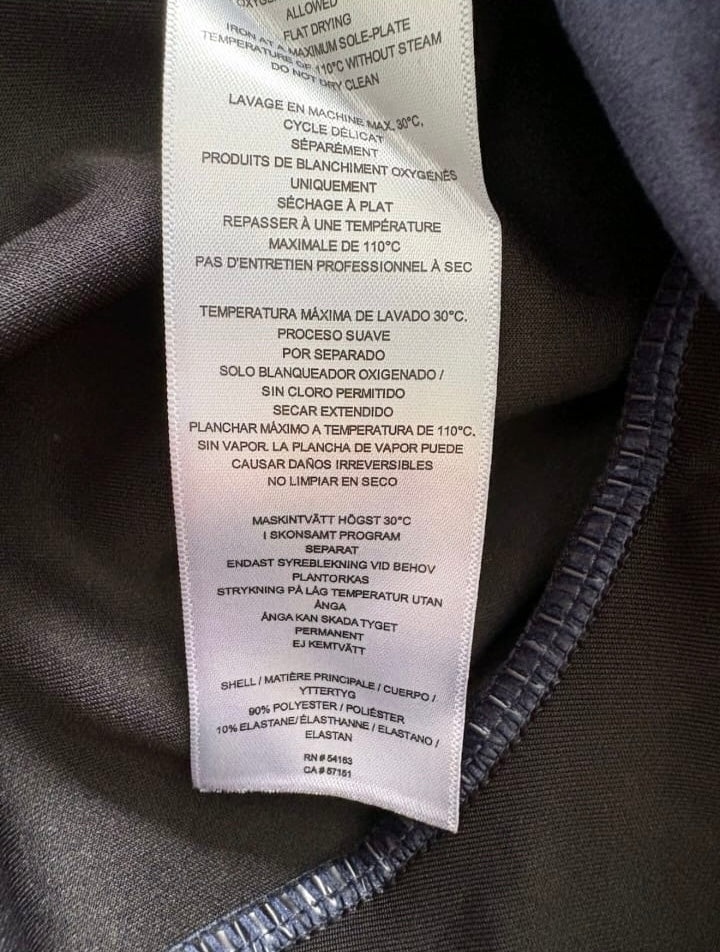 ALLOWED
FLAT DRYING
IRON AT A MAXIMUM SOLE-PLATE
TEMPERATURE OF 110°C WITHOUT STEAM
DO NOT DRY CLEAN
LAVAGE EN MACHINE MAX. 30°C.
CYCLE DÉLICAT
SÉPARÉMENT
PRODUITS DE BLANCHIMENT OXYGÉNÉS
UNIQUEMENT
SÉCHAGE À PLAT
REPASSER À UNE TEMPÉRATURE
MAXIMALE DE 110°C
PAS D'ENTRETIEN PROFESSIONNEL À SEC
TEMPERATURA MÁXIMA DE LAVADO 30°C.
PROCESO SUAVE
POR SEPARADO
SOLO BLANQUEADOR OXIGENADO /
SIN CLORO PERMITIDO
SECAR EXTENDIDO
PLANCHAR MÁXIMO A TEMPERATURA DE 110°C.
SIN VAPOR. LA PLANCHA DE VAPOR PUEDE
CAUSAR DAÑOS IRREVERSIBLES
NO LIMPIAR EN SECO
MASKINTVÄTT HÖGST 30°C
I SKONSAMT PROGRAM
SEPARAT
ENDAST SYREBLEKNING VID BEHOV
PLANTORKAS
STRYKNING PÅ LÅG TEMPERATUR UTAN
ÅNGA
ÅNGA KAN SKADA TYGET
PERMANENT
EJ KEMTVÄTT
SHELL / MATIÈRE PRINCIPALE / CUERPO /
YTTERTYG
90% POLYESTER / POLIÉSTER
10% ELASTANE/ ÉLASTHANNE / ELASTANO /
ELASTAN
RN # 54163
CA # 57151